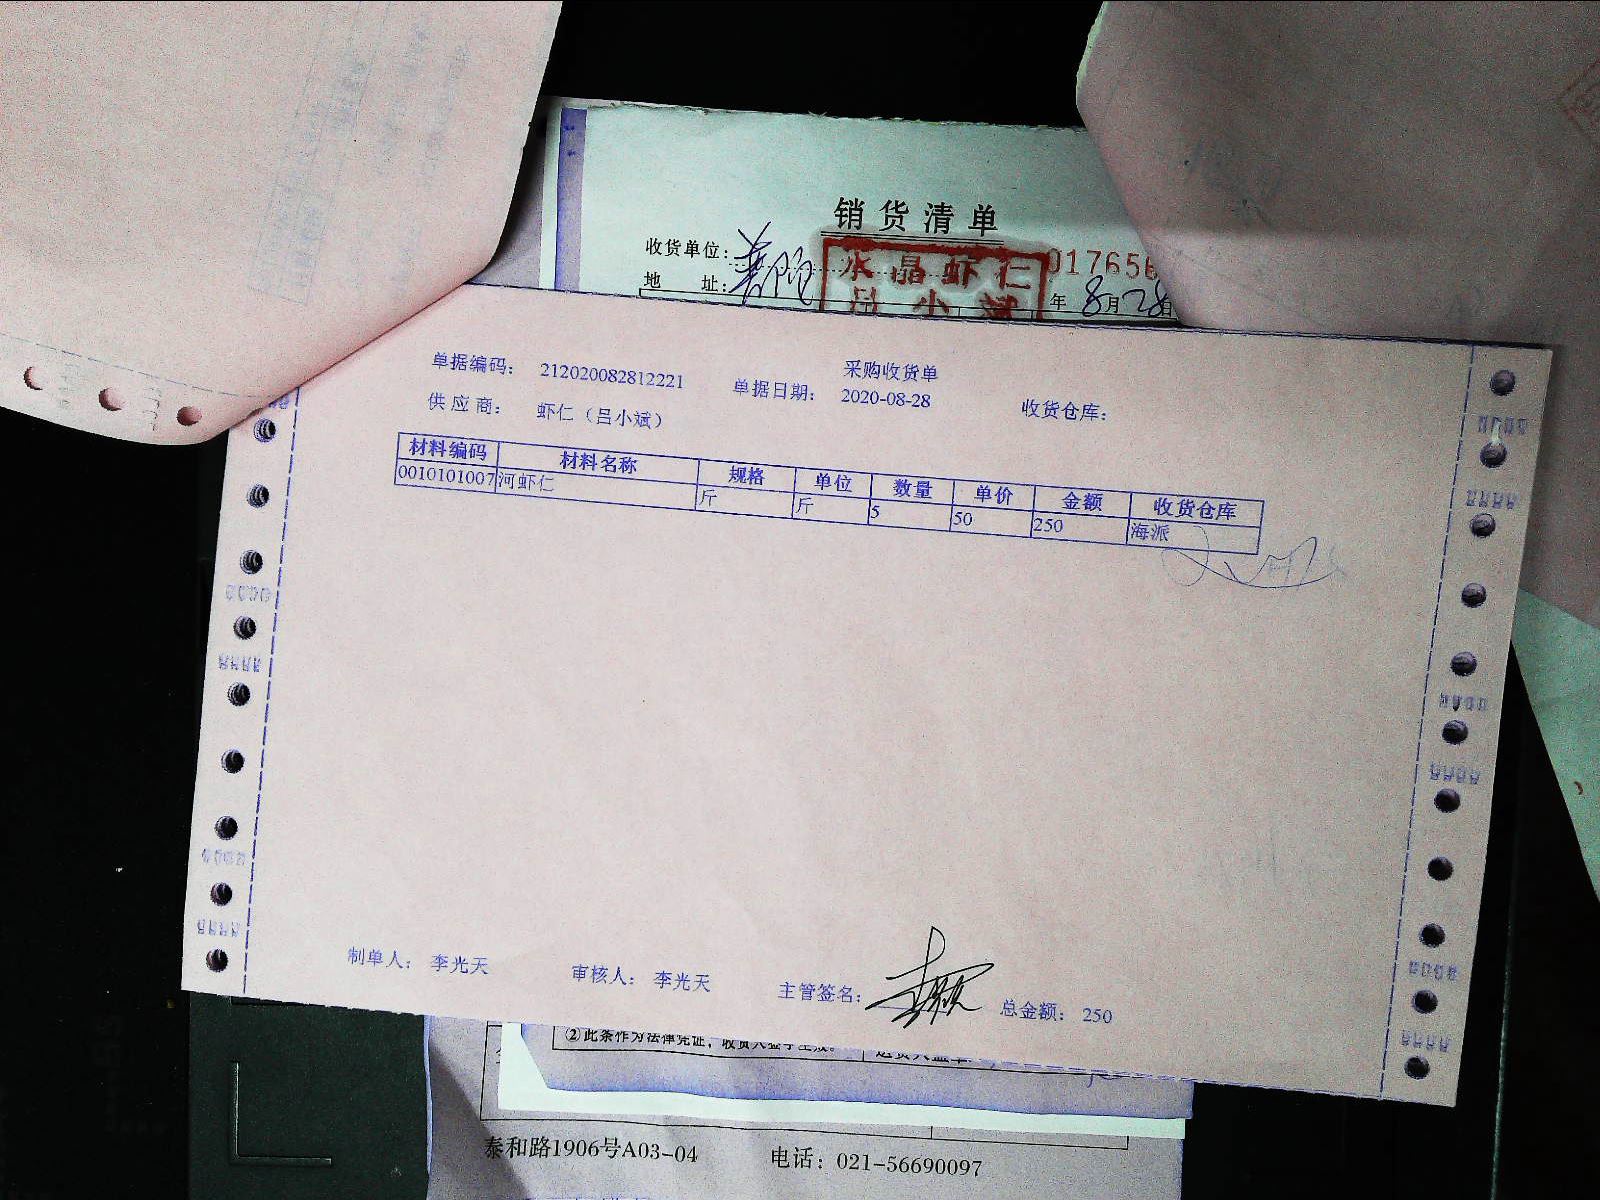 销货清单
收货单位:
水晶虾仁
吕小斌
地 址:
年8月28日
采购收货单
单据编码: 212020082812221 单据日期: 2020-08-28 收货仓库:
供应商: 虾仁（吕小斌）
材料编码 材料名称 规格 单位 数量 单价 金额 收货仓库
0010101007 河虾仁 斤 斤 5 50 250 海派
制单人: 李光天 审核人: 李光天 主管签名: 总金额: 250
②此条作为法律凭证，收货人签字生效。
泰和路1906号A03-04 电话: 021-56690097